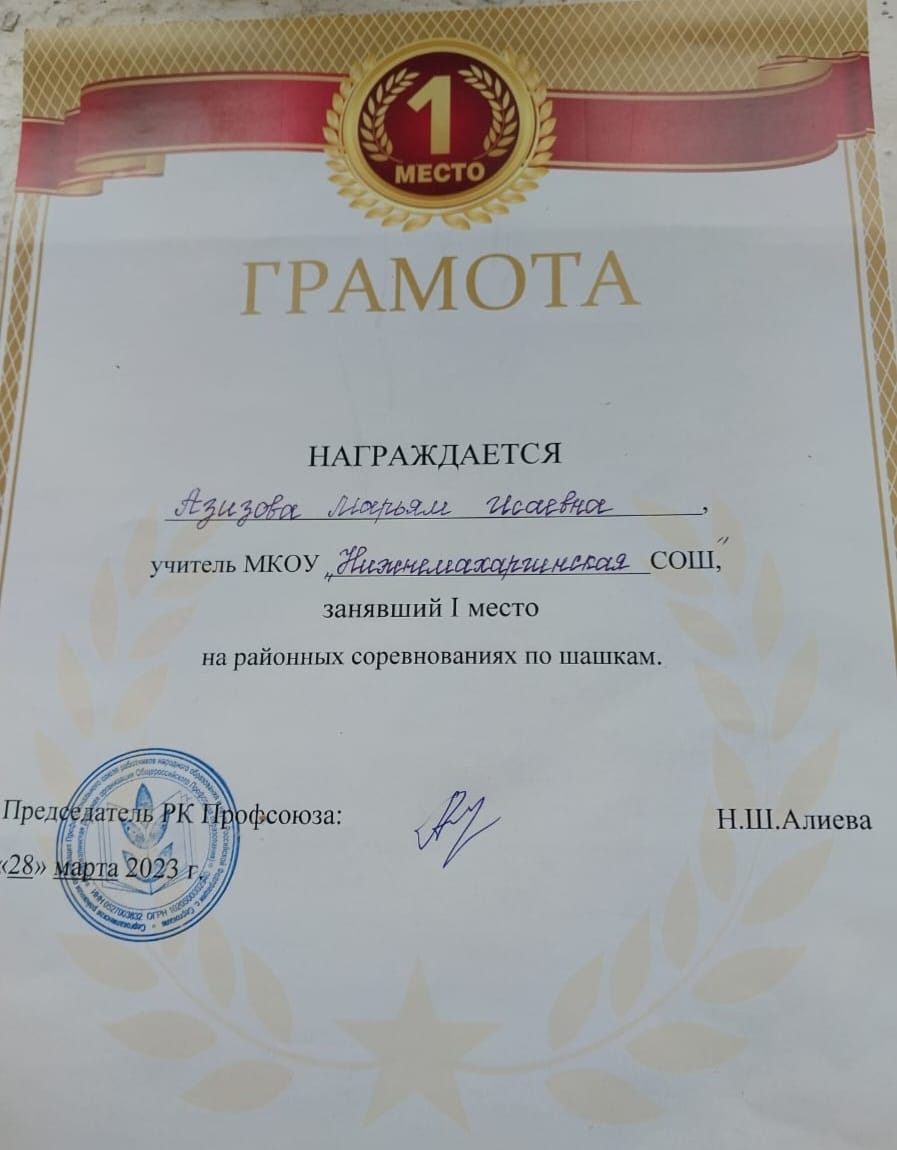 1
МЕСТО
ГРАМОТА
НАГРАЖДАЕТСЯ
Азизова Марьям Исаевна,
учитель МКОУ „Нижнемахаргинская СОШ,”
занявший I место
на районных соревнованиях по шашкам.
Председатель РК Профсоюза: Н.Ш.Алиева
«28» марта 2023 г.